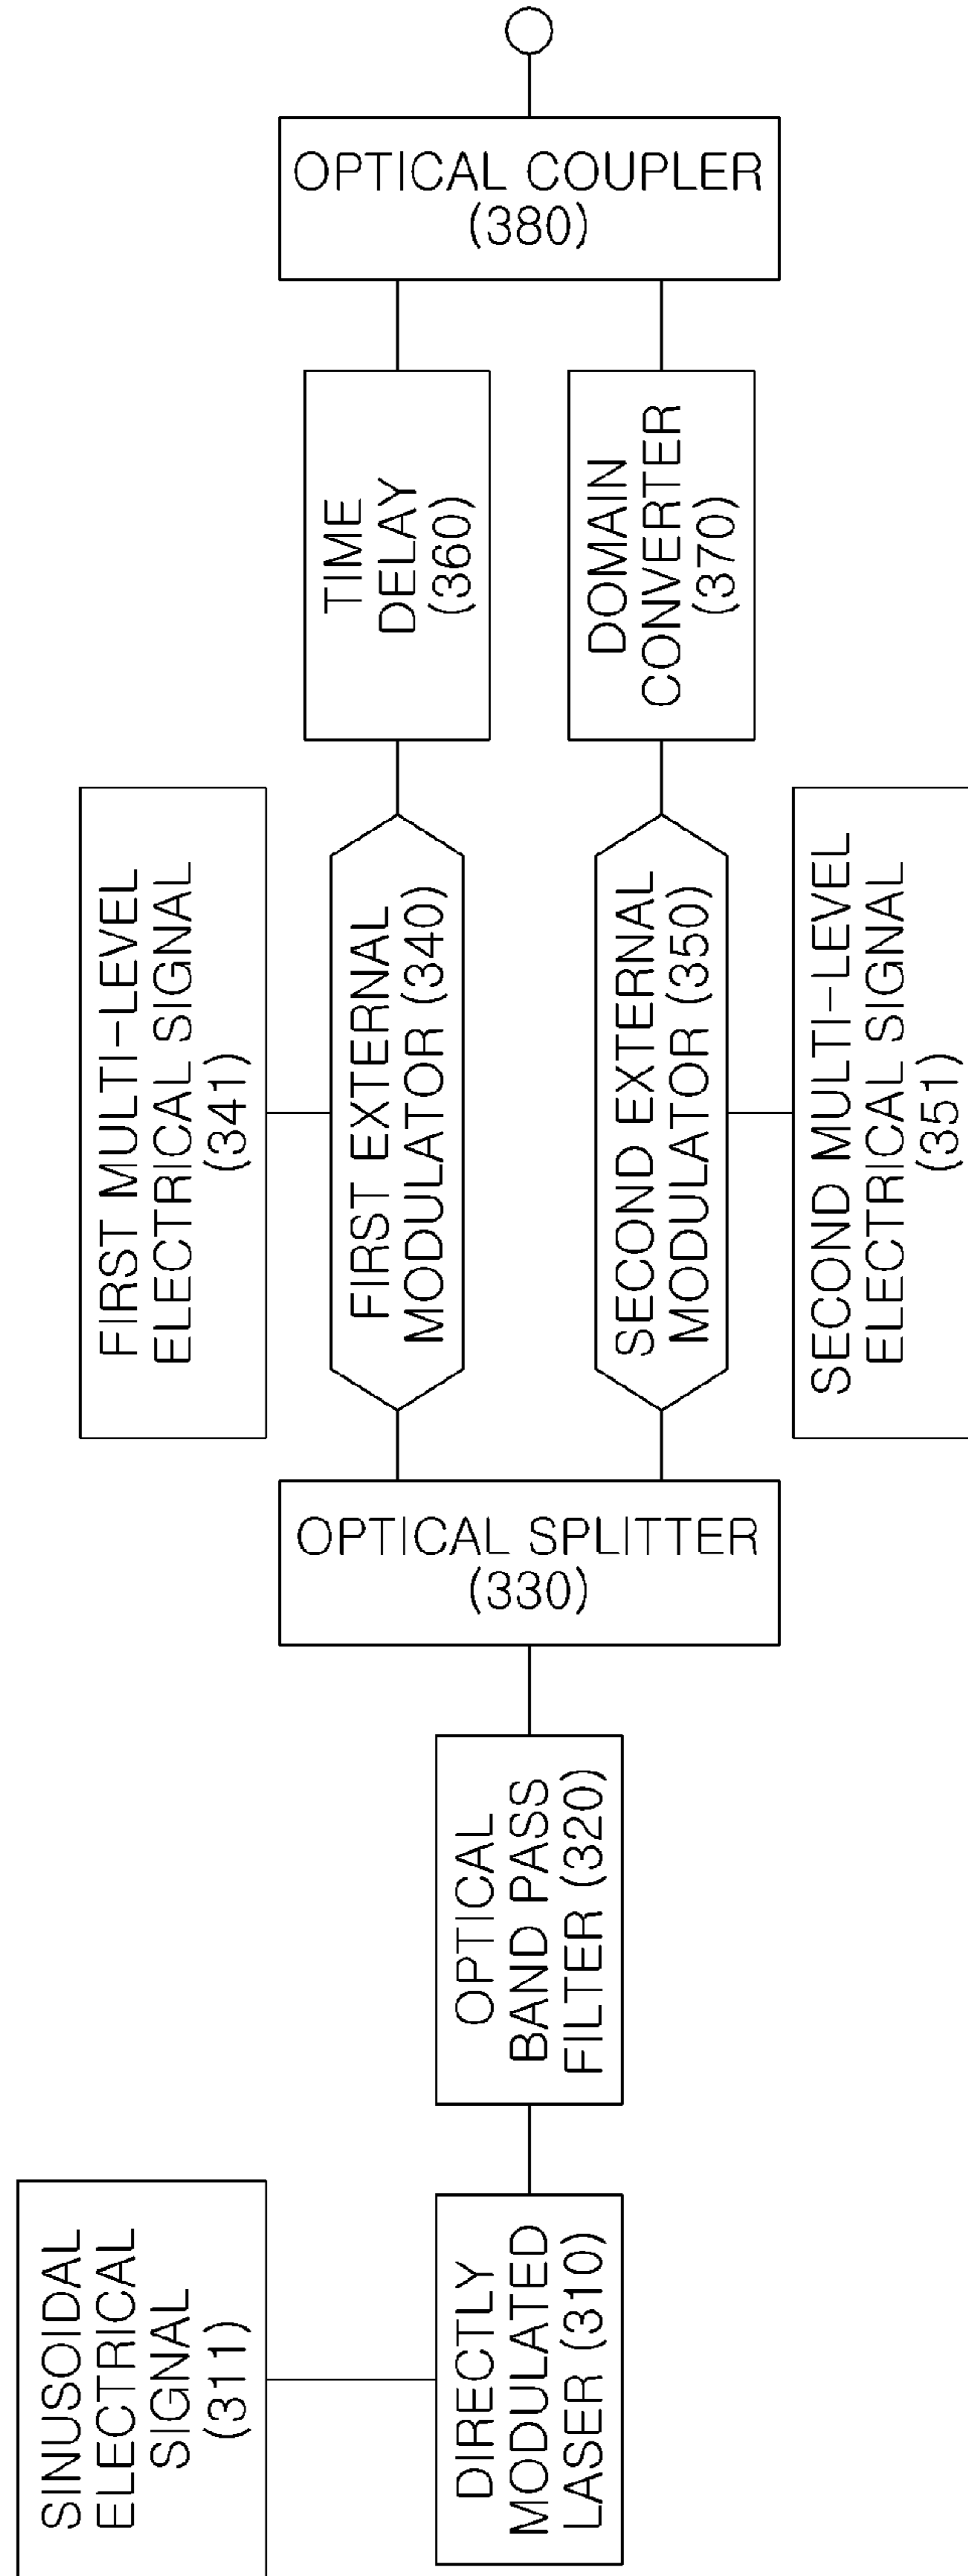 OPTICAL COUPLER
(380)
TIME
DELAY
(360)
DOMAIN
CONVERTER
(370)
FIRST MULTI-LEVEL
ELECTRICAL SIGNAL
(341)
FIRST EXTERNAL
MODULATOR (340)
SECOND EXTERNAL
MODULATOR (350)
SECOND MULTI-LEVEL
ELECTRICAL SIGNAL
(351)
OPTICAL SPLITTER
(330)
OPTICAL
BAND PASS
FILTER (320)
SINUSOIDAL
ELECTRICAL
SIGNAL
(311)
DIRECTLY
MODULATED
LASER (310)